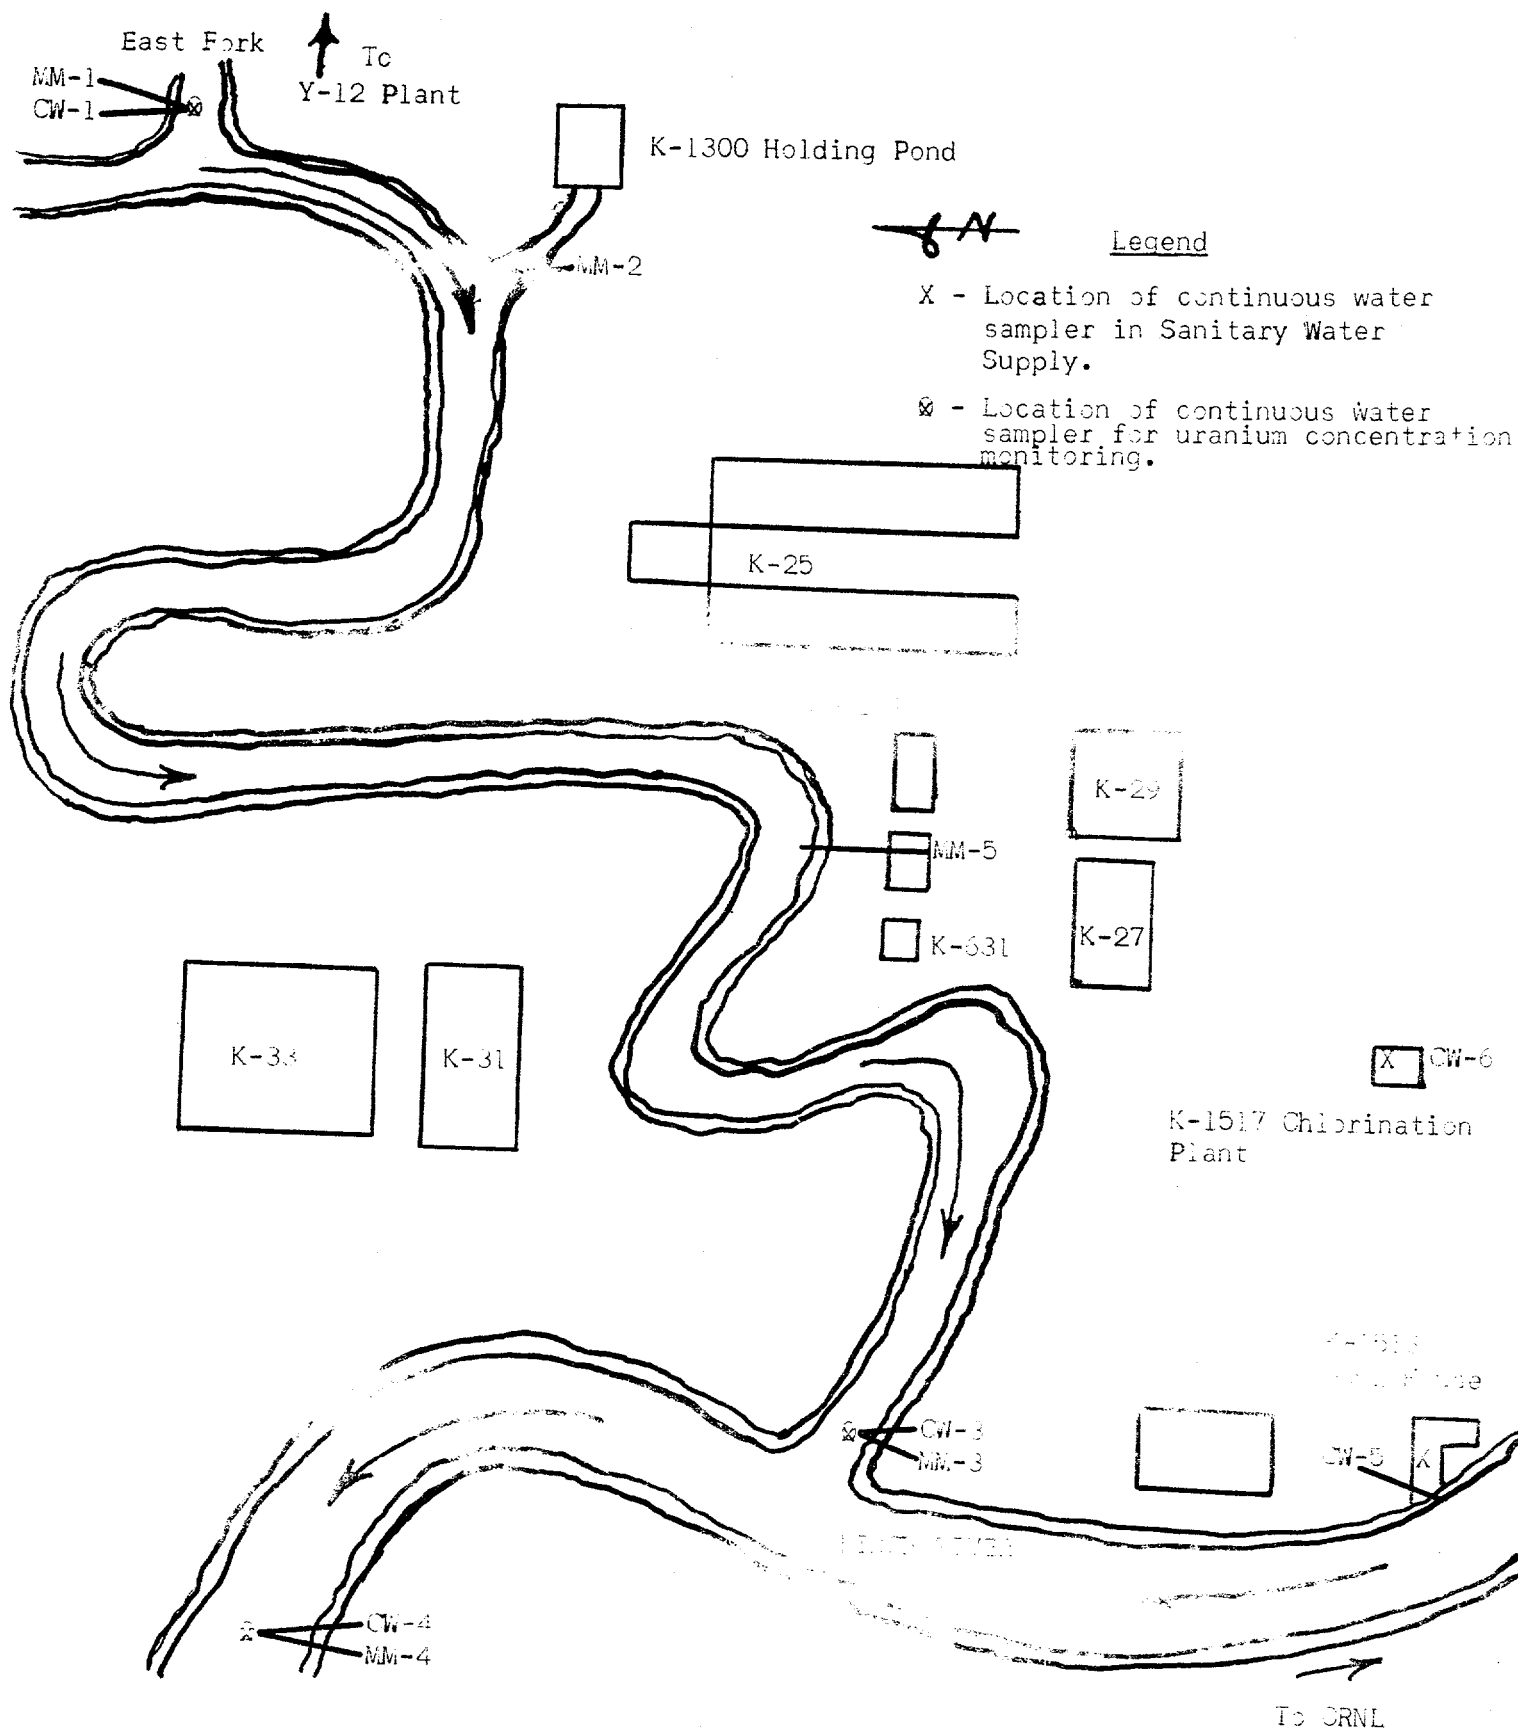 East Fork
To
Y-12 Plant
MM-1
CW-1
K-1300 Holding Pond
MM-2
N
Legend
X - Location of continuous water
sampler in Sanitary Water
Supply.
⊗ - Location of continuous water
sampler for uranium concentration
monitoring.
K-25
K-29
MM-5
K-27
K-631
K-33
K-31
X
CW-6
K-1517 Chlorination
Plant
CW-3
MM-3
CW-5
X
RIVER
CW-4
MM-4
To ORNL